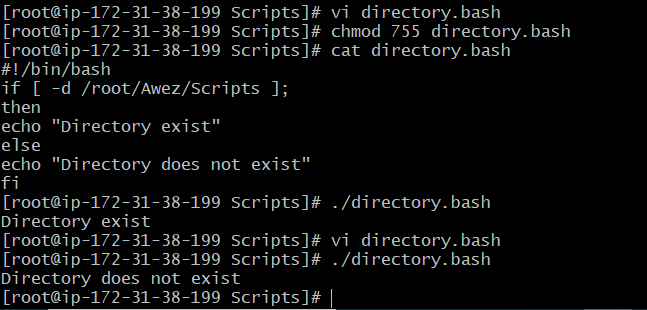 [root@ip-172-31-38-199 Scripts]# vi directory.bash
[root@ip-172-31-38-199 Scripts]# chmod 755 directory.bash
[root@ip-172-31-38-199 Scripts]# cat directory.bash
#!/bin/bash
if [ -d /root/Awez/Scripts ];
then
echo "Directory exist"
else
echo "Directory does not exist"
fi
[root@ip-172-31-38-199 Scripts]# ./directory.bash
Directory exist
[root@ip-172-31-38-199 Scripts]# vi directory.bash
[root@ip-172-31-38-199 Scripts]# ./directory.bash
Directory does not exist
[root@ip-172-31-38-199 Scripts]#